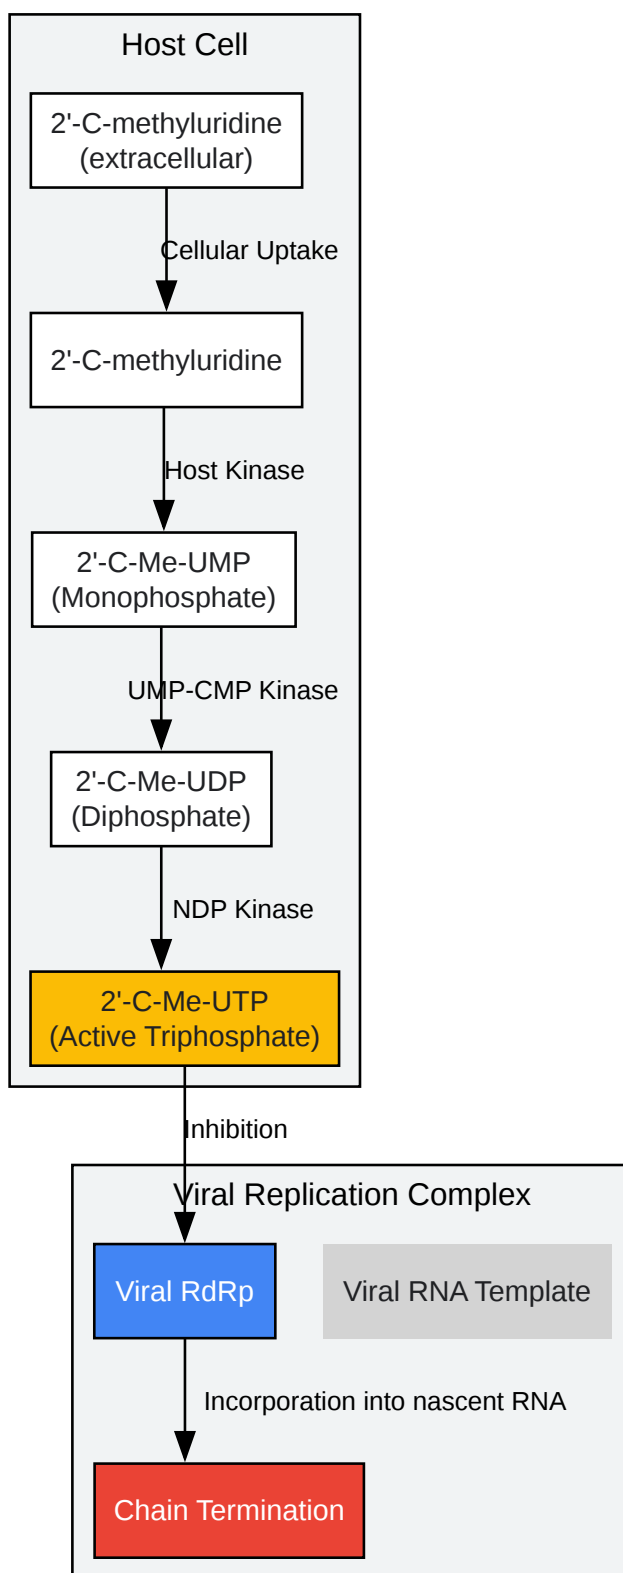 Host Cell
2'-C-methyluridine
(extracellular)
Cellular Uptake
2'-C-methyluridine
Host Kinase
2'-C-Me-UMP
(Monophosphate)
UMP-CMP Kinase
2'-C-Me-UDP
(Diphosphate)
NDP Kinase
2'-C-Me-UTP
(Active Triphosphate)
Inhibition
Viral Replication Complex
Viral RdRp
Viral RNA Template
Incorporation into nascent RNA
Chain Termination